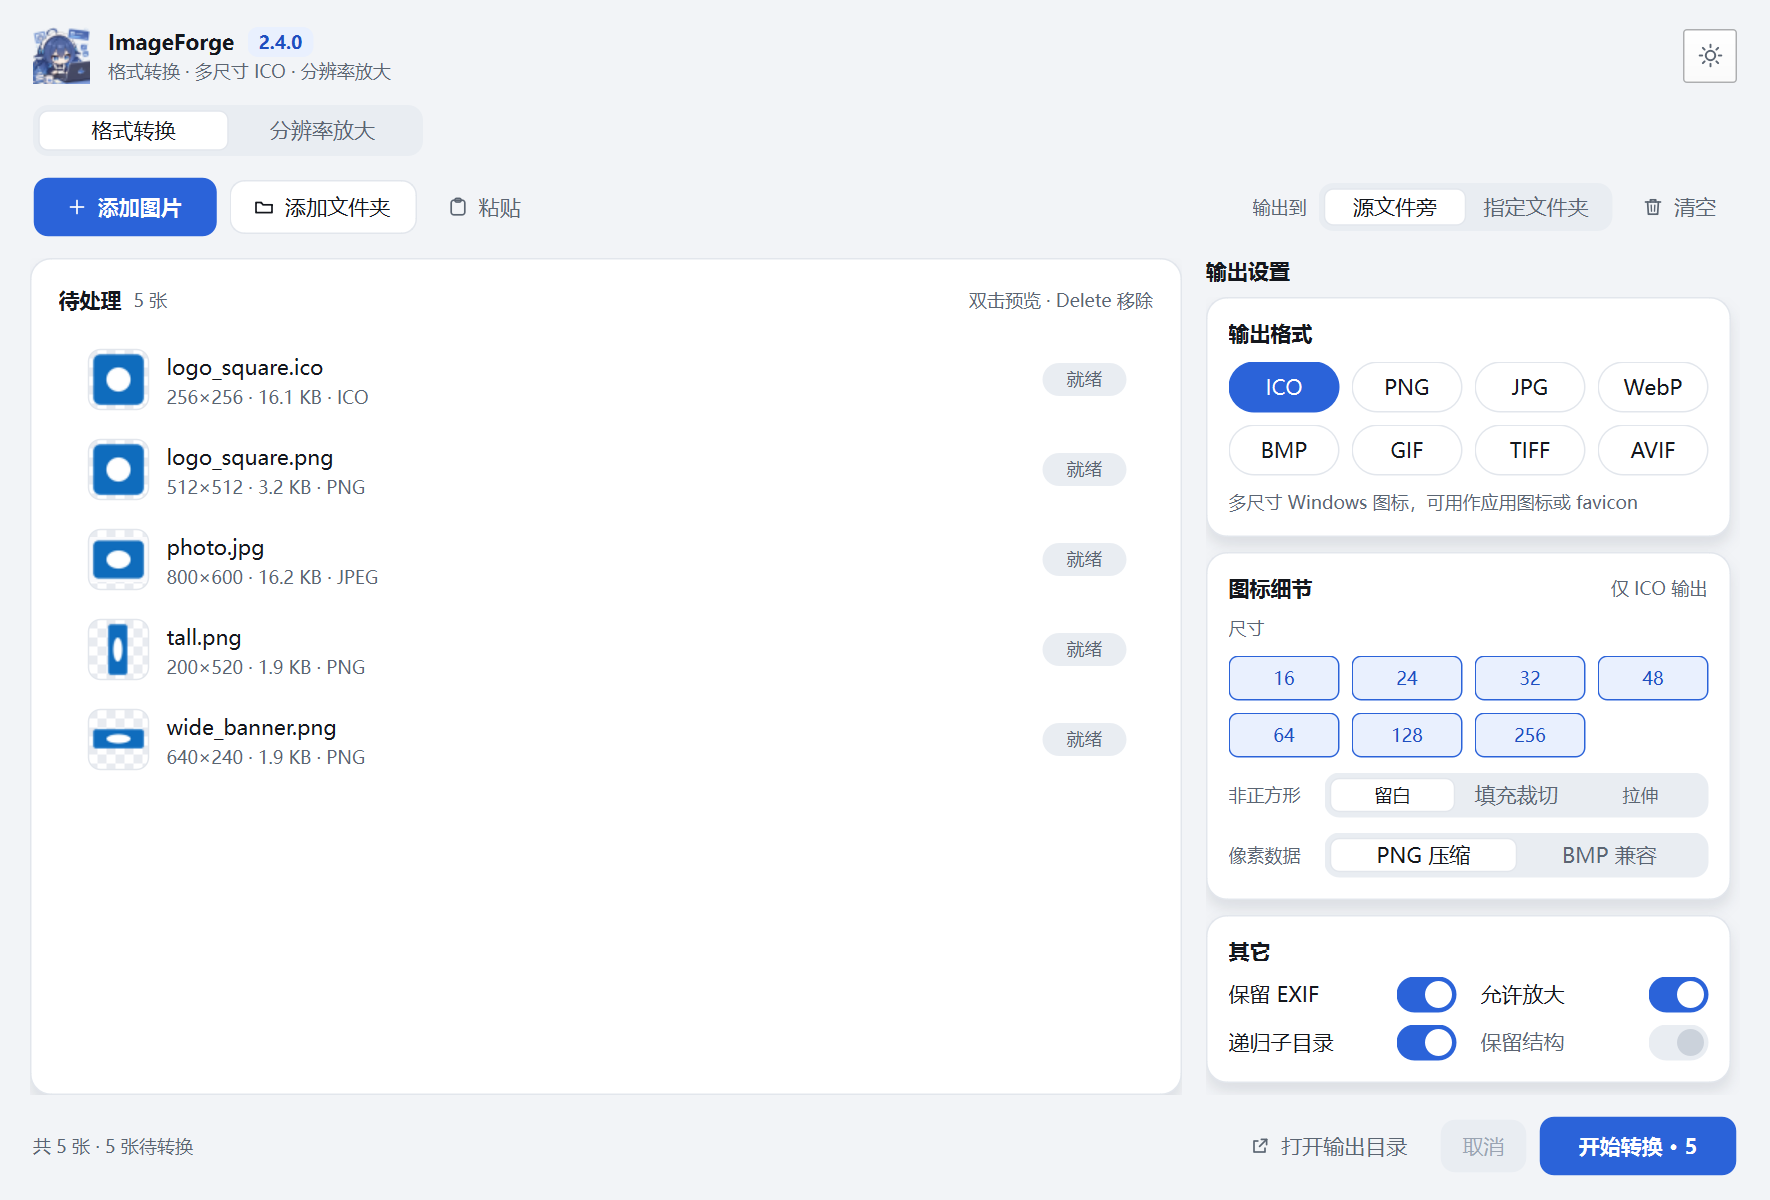 ImageForge 2.4.0
格式转换 · 多尺寸 ICO · 分辨率放大
格式转换 分辨率放大
添加图片 添加文件夹 粘贴 输出到 源文件旁 指定文件夹 清空
待处理 5 张 双击预览 · Delete 移除
logo_square.ico
256×256 · 16.1 KB · ICO
就绪
logo_square.png
512×512 · 3.2 KB · PNG
就绪
photo.jpg
800×600 · 16.2 KB · JPEG
就绪
tall.png
200×520 · 1.9 KB · PNG
就绪
wide_banner.png
640×240 · 1.9 KB · PNG
就绪
输出设置
输出格式
ICO PNG JPG WebP
BMP GIF TIFF AVIF
多尺寸 Windows 图标，可用作应用图标或 favicon
图标细节 仅 ICO 输出
尺寸
16 24 32 48
64 128 256
非正方形 留白 填充裁切 拉伸
像素数据 PNG 压缩 BMP 兼容
其它
保留 EXIF 允许放大
递归子目录 保留结构
共 5 张 · 5 张待转换 打开输出目录 取消 开始转换 • 5